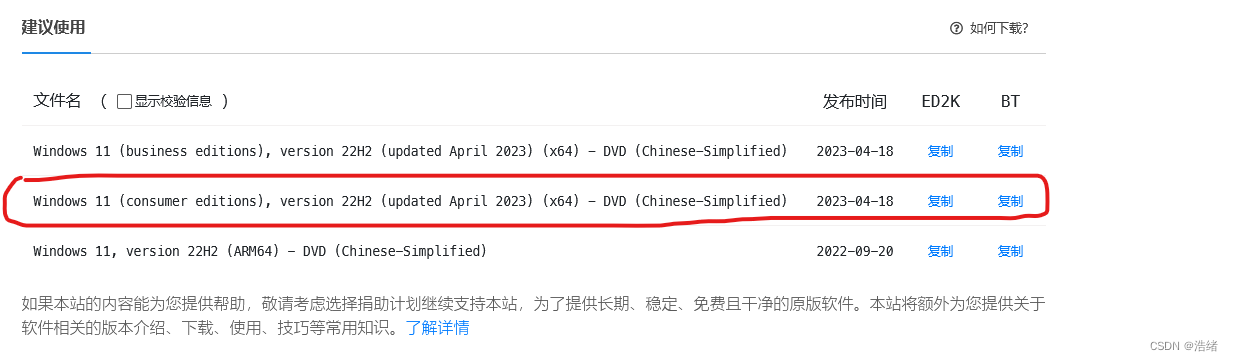 建议使用 如何下载?
文件名 ( 显示校验信息 ) 发布时间 ED2K BT
Windows 11 (business editions), version 22H2 (updated April 2023) (x64) - DVD (Chinese-Simplified) 2023-04-18 复制 复制
Windows 11 (consumer editions), version 22H2 (updated April 2023) (x64) - DVD (Chinese-Simplified) 2023-04-18 复制 复制
Windows 11, version 22H2 (ARM64) - DVD (Chinese-Simplified) 2022-09-20 复制 复制
如果本站的内容能为您提供帮助，敬请考虑选择捐助计划继续支持本站，为了提供长期、稳定、免费且干净的原版软件。本站将额外为您提供关于
软件相关的版本介绍、下载、使用、技巧等常用知识。了解详情
CSDN @浩绪